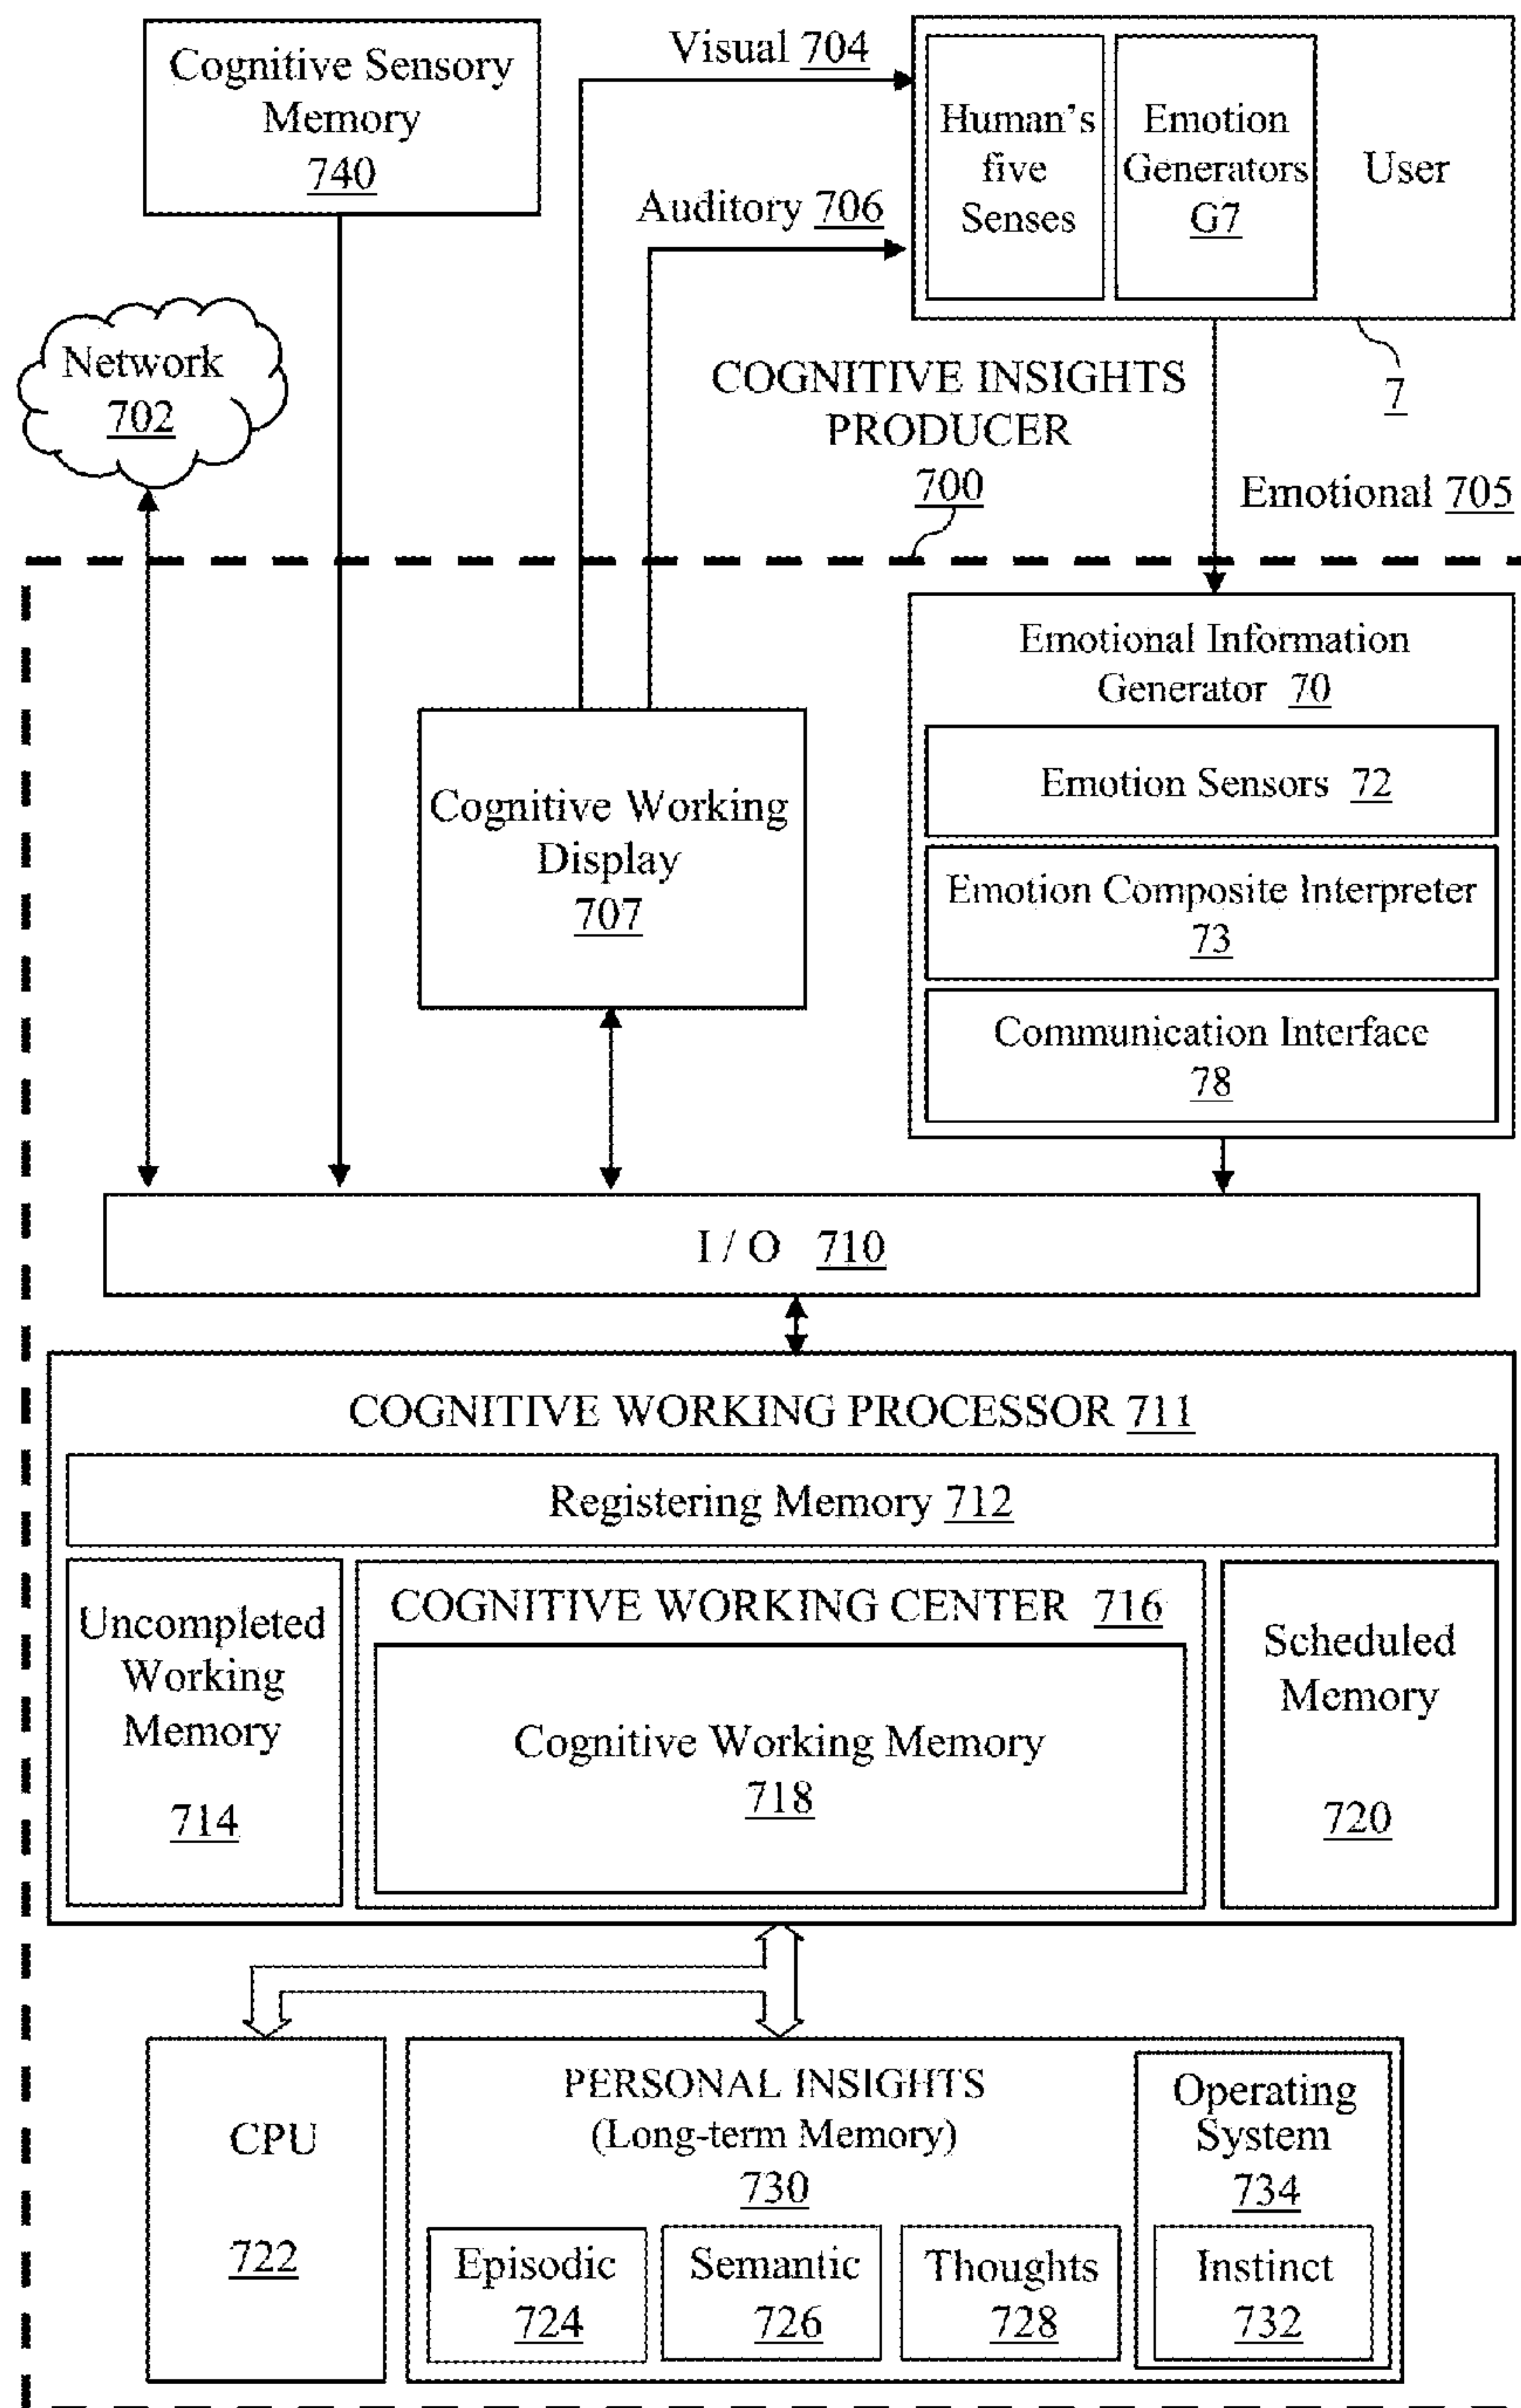 Cognitive Sensory
Memory
740
Visual 704
Auditory 706
Human's
five
Senses
Emotion
Generators
G7
User
7
Network
702
COGNITIVE INSIGHTS
PRODUCER
700
Emotional 705
Emotional Information
Generator 70
Emotion Sensors 72
Emotion Composite Interpreter
73
Communication Interface
78
Cognitive Working
Display
707
I / O 710
COGNITIVE WORKING PROCESSOR 711
Registering Memory 712
Uncompleted
Working
Memory
714
COGNITIVE WORKING CENTER 716
Cognitive Working Memory
718
Scheduled
Memory
720
CPU
722
PERSONAL INSIGHTS
(Long-term Memory)
730
Episodic
724
Semantic
726
Thoughts
728
Operating
System
734
Instinct
732